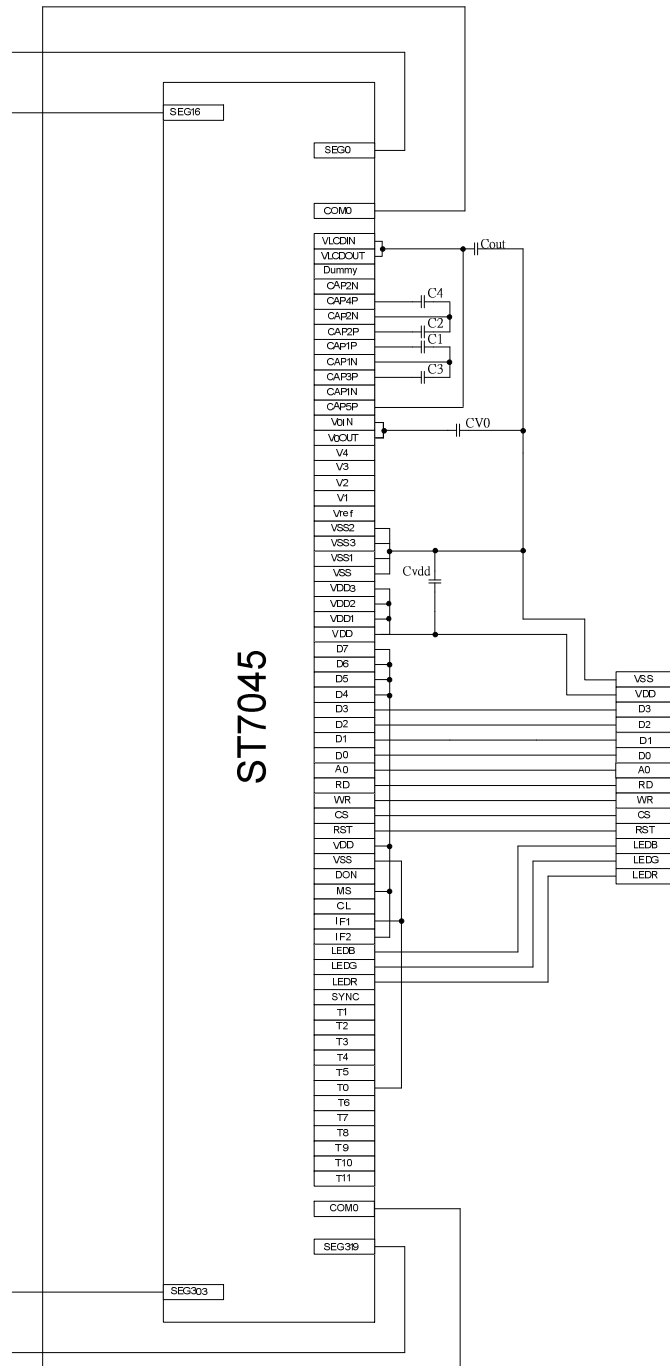 SEG16
SEG0
COM0
VLCDIN
VLCDOUT
Dummy
CAP2N
CAP4P
CAP2N
CAP2P
CAP1P
CAP1N
CAP3P
CAP1N
CAP5P
V0IN
V0OUT
V4
V3
V2
V1
Vref
VSS2
VSS3
VSS1
VSS
VDD3
VDD2
VDD1
VDD
D7
D6
D5
D4
D3
D2
D1
D0
A0
RD
WR
CS
RST
VDD
VSS
DON
MS
CL
IF1
IF2
LEDB
LEDG
LEDR
SYNC
T1
T2
T3
T4
T5
T0
T6
T7
T8
T9
T10
T11
COM0
SEG319
SEG303
ST7045
Cout
C4
C2
C1
C3
CV0
Cvdd
VSS
VDD
D3
D2
D1
D0
A0
RD
WR
CS
RST
LEDB
LEDG
LEDR